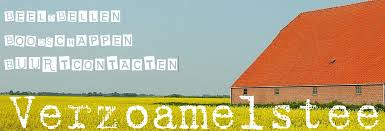 BEELDBELLEN
BOODSCHAPPEN
BUURTCONTACTEN
Verzoamelstee